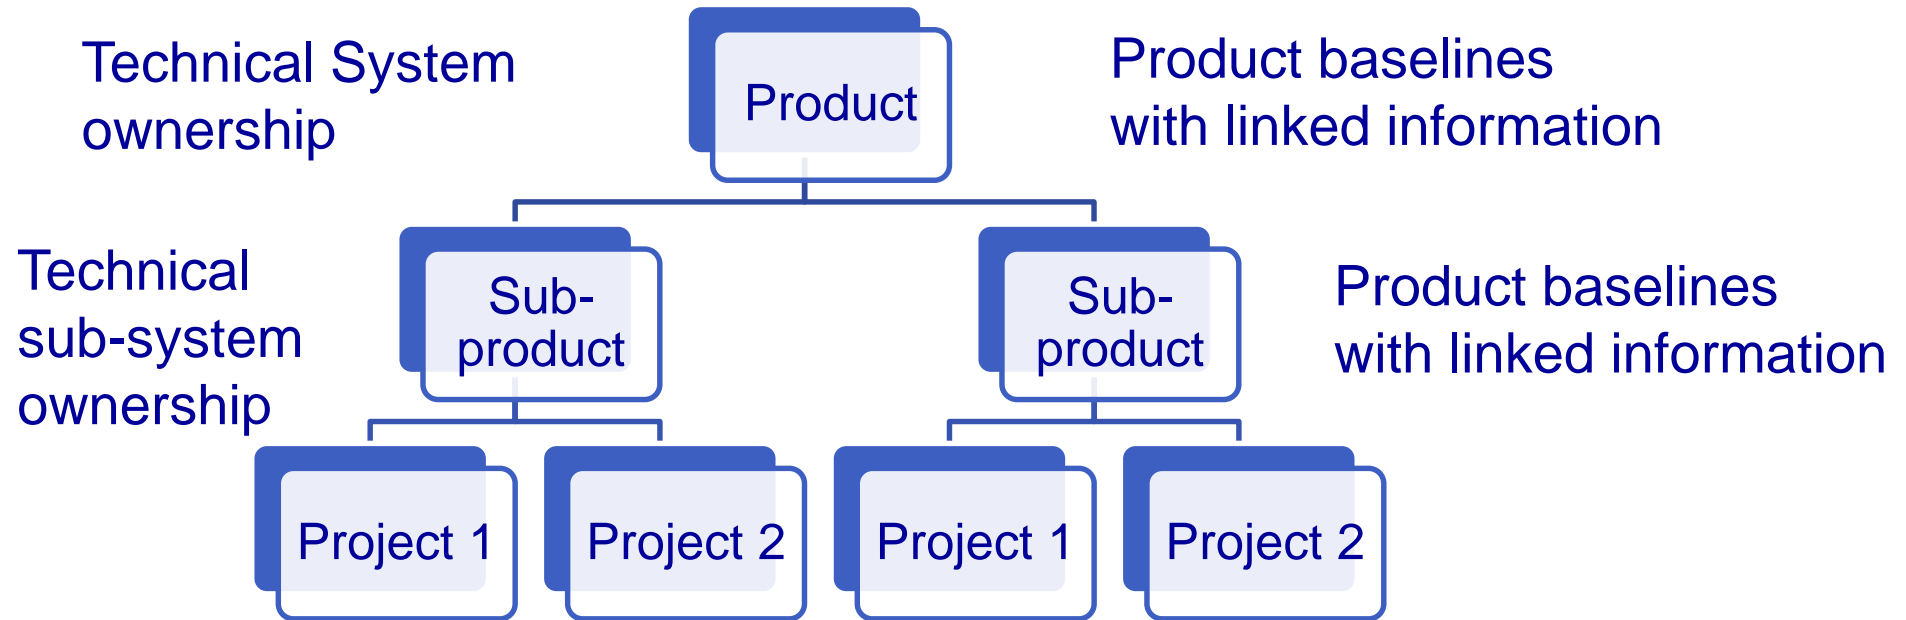 Technical System
ownership
Product
Product baselines
with linked information
Technical
sub-system
ownership
Sub-
product
Sub-
product
Product baselines
with linked information
Project 1
Project 2
Project 1
Project 2